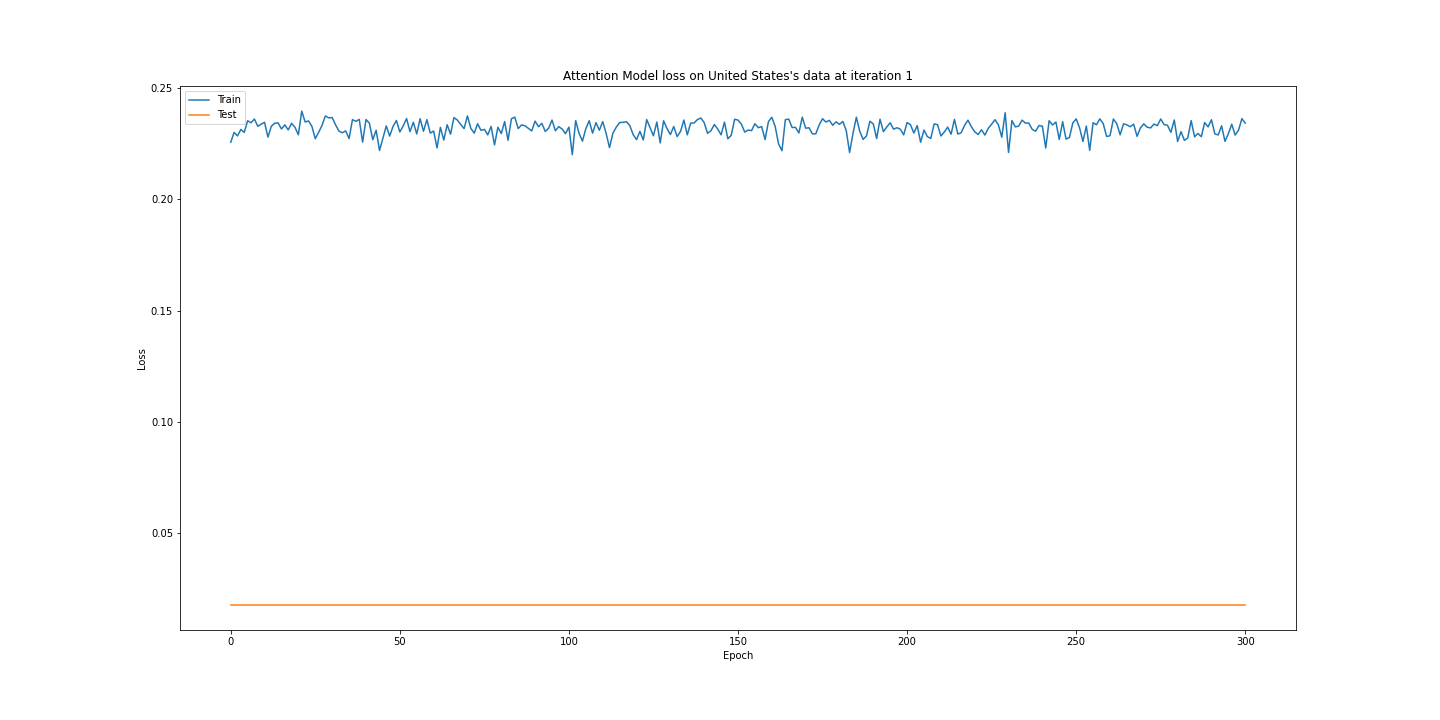 Attention Model loss on United States's data at iteration 1
Train
Test
0.25
0.20
0.15
0.10
0.05
Loss
0 50 100 150 200 250 300
Epoch